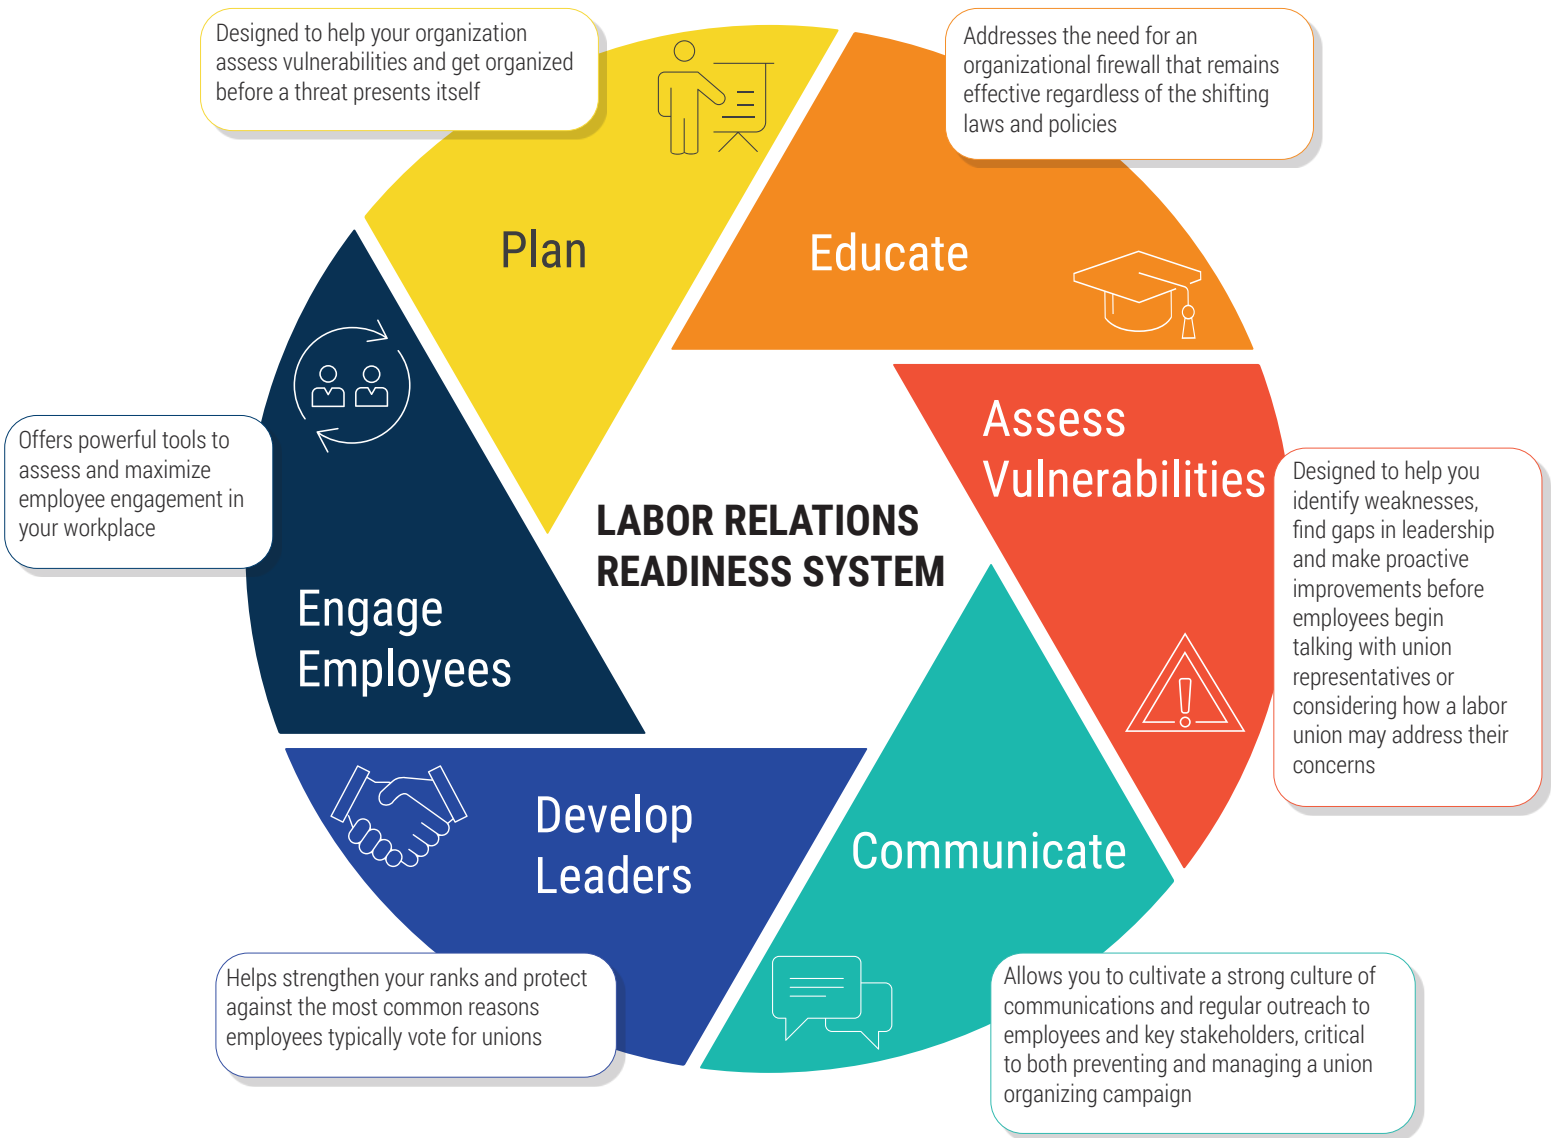 Designed to help your organization
assess vulnerabilities and get organized
before a threat presents itself
Plan
Addresses the need for an
organizational firewall that remains
effective regardless of the shifting
laws and policies
Educate
Assess
Vulnerabilities
Designed to help you
identify weaknesses,
find gaps in leadership
and make proactive
improvements before
employees begin
talking with union
representatives or
considering how a labor
union may address their
concerns
LABOR RELATIONS
READINESS SYSTEM
Offers powerful tools to
assess and maximize
employee engagement in
your workplace
Engage
Employees
Develop
Leaders
Helps strengthen your ranks and protect
against the most common reasons
employees typically vote for unions
Communicate
Allows you to cultivate a strong culture of
communications and regular outreach to
employees and key stakeholders, critical
to both preventing and managing a union
organizing campaign